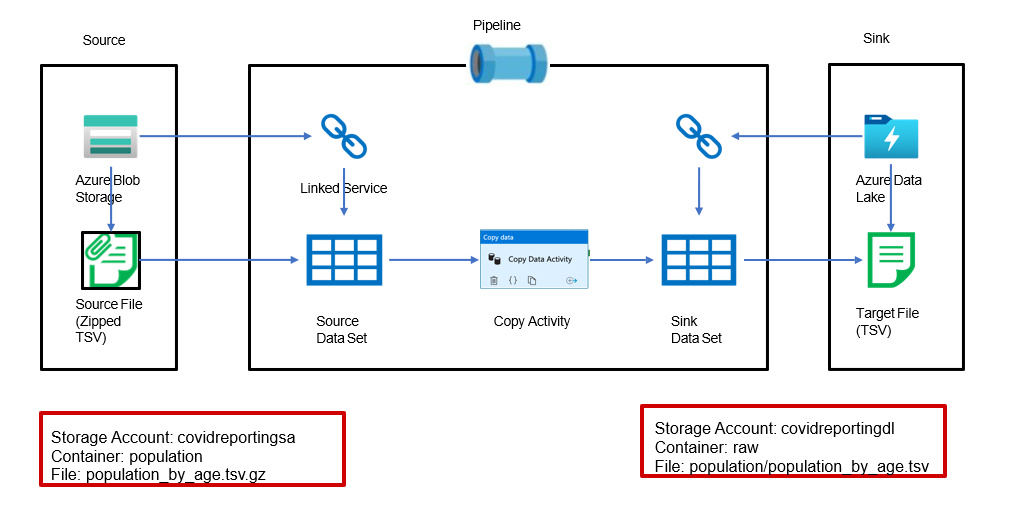 Source
Pipeline
Sink
Azure Blob
Storage
Linked Service
Azure Data
Lake
Copy data
Copy Data Activity
Source File
(Zipped
TSV)
Source
Data Set
Copy Activity
Sink
Data Set
Target File
(TSV)
Storage Account: covidreportingsa
Container: population
File: population_by_age.tsv.gz
Storage Account: covidreportingdl
Container: raw
File: population/population_by_age.tsv